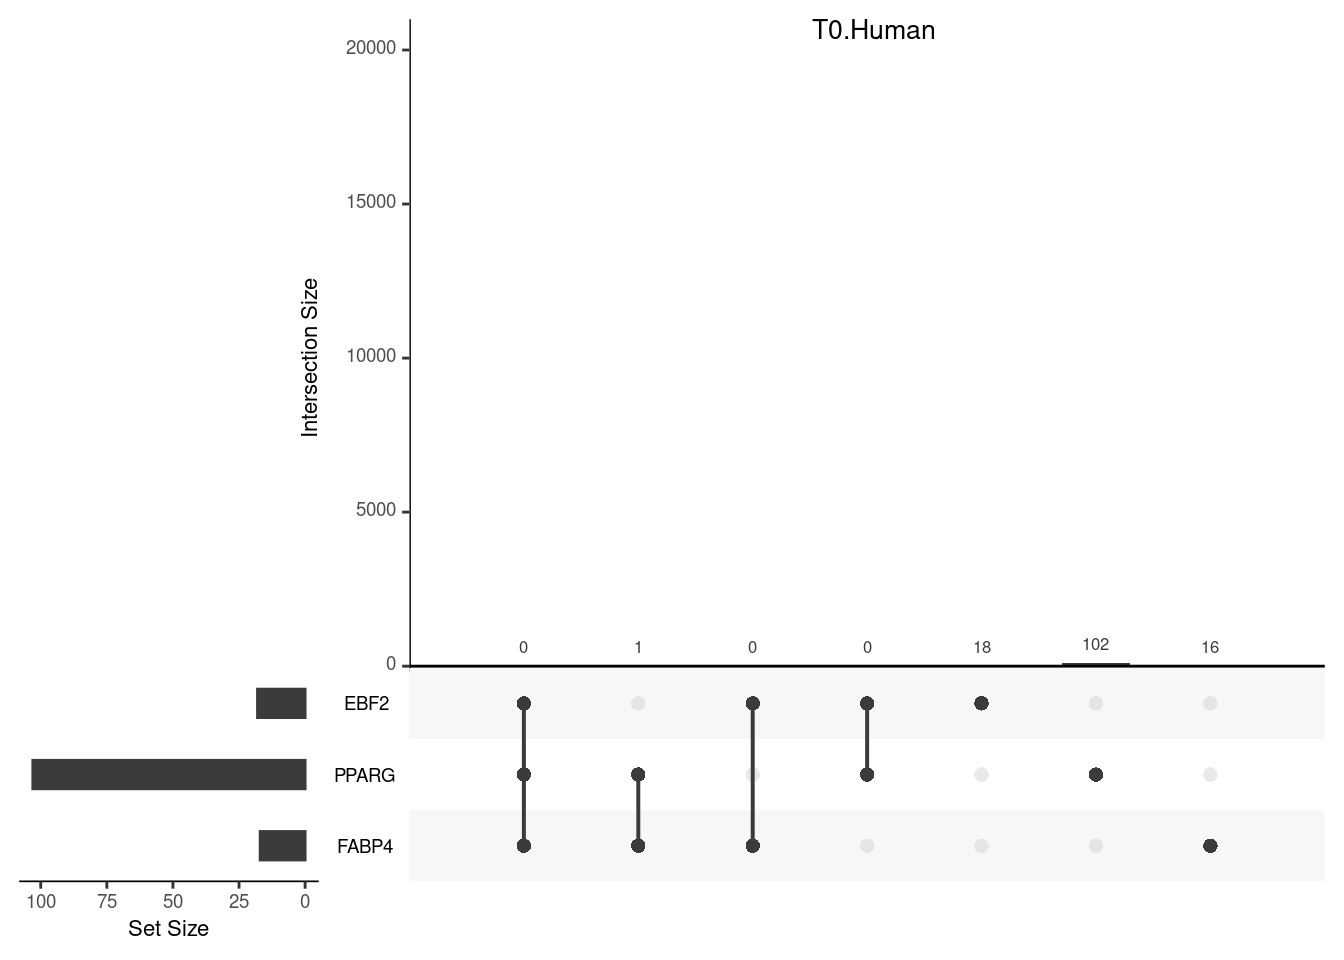 T0.Human
20000
15000
10000
5000
0
Intersection Size
0 1 0 0 18 102 16
EBF2
PPARG
FABP4
100 75 50 25 0
Set Size